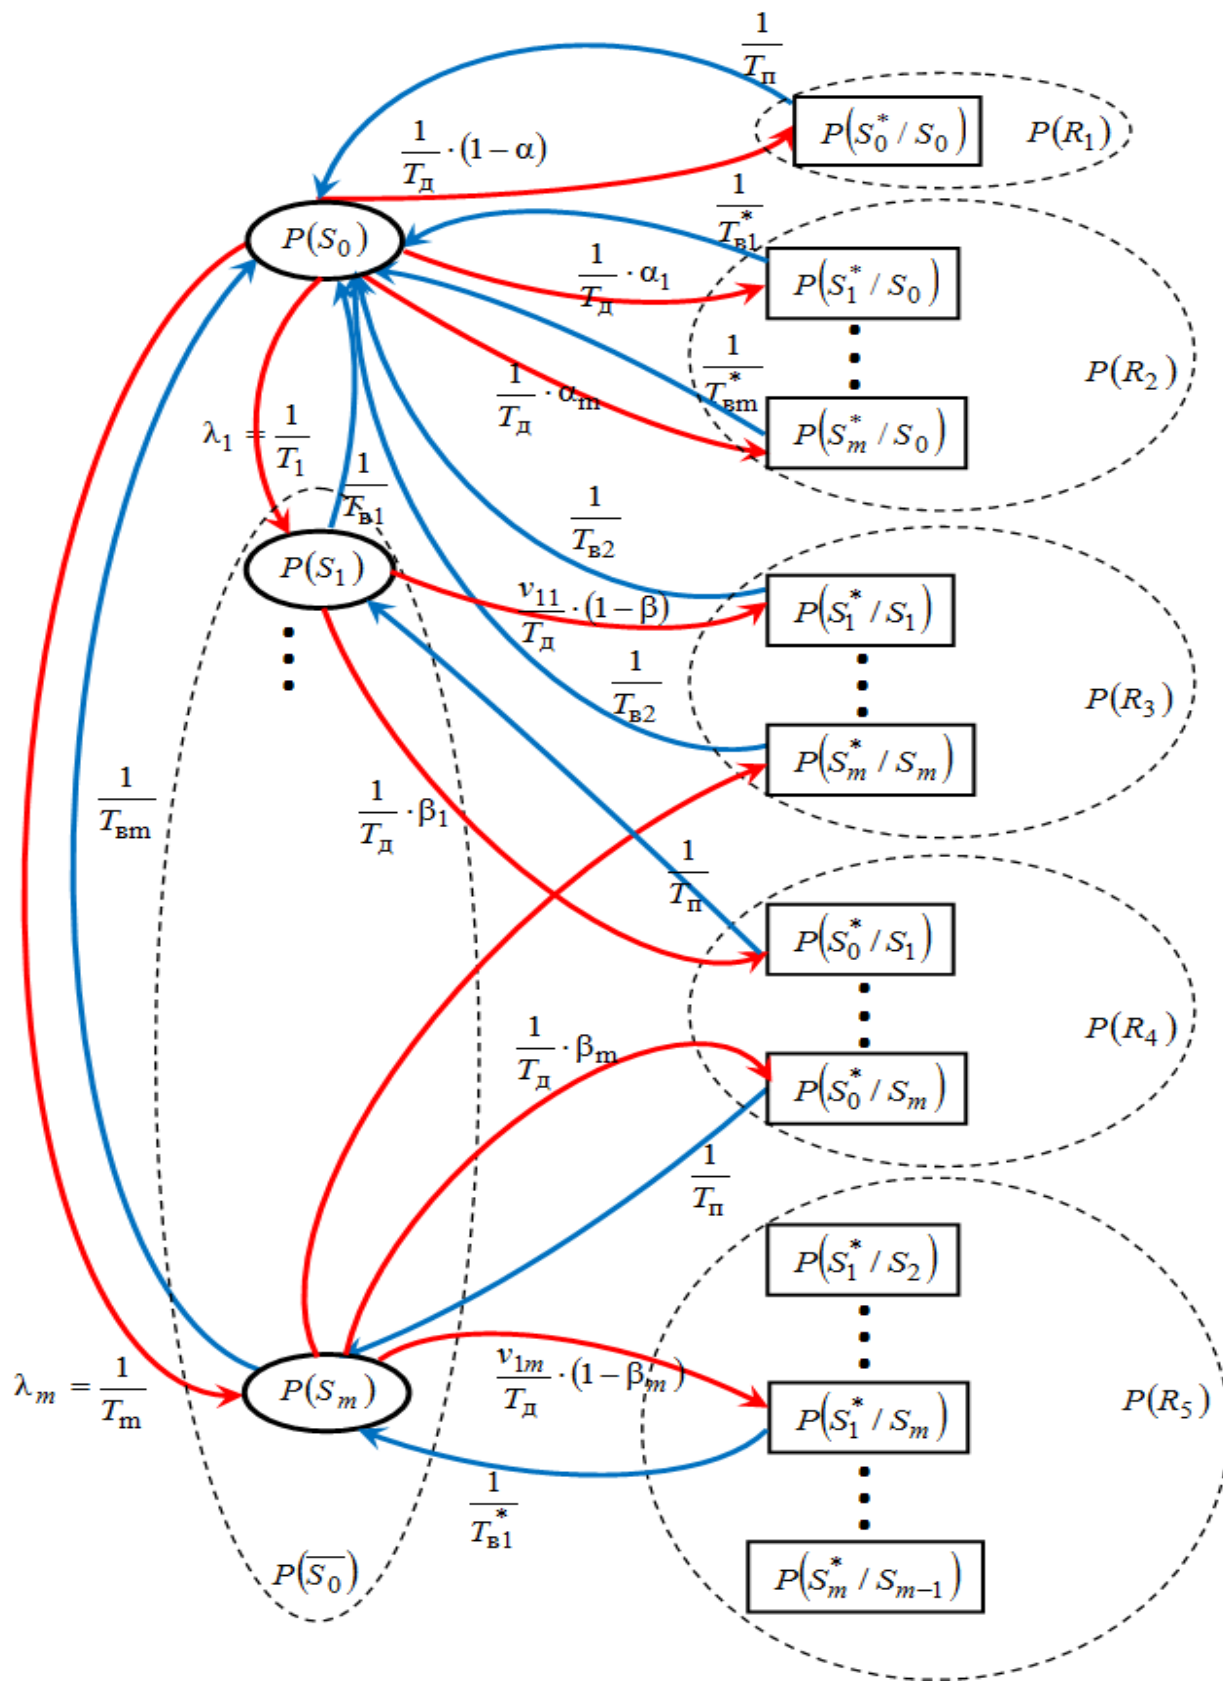 1/Tп
P(S0* / S0) P(R1)
1/Tд · (1 − α)
1/Tв1*
P(S0)
P(S1* / S0)
1/Tд · α1
1/Tвm*
P(R2)
1/Tд · αm
λ1 = 1/T1
P(Sm* / S0)
1/Tв1
1/Tв2
P(S1)
v11/Tд · (1 − β)
P(S1* / S1)
1/Tв2
P(R3)
P(Sm* / Sm)
1/Tвm
1/Tд · β1
1/Tп
P(S0* / S1)
P(R4)
1/Tд · βm
P(S0* / Sm)
1/Tп
P(S1* / S2)
λm = 1/Tm
P(Sm)
v1m/Tд · (1 − βm)
P(S1* / Sm)
P(R5)
1/Tв1*
P(S̅0̅)
P(Sm* / Sm−1)